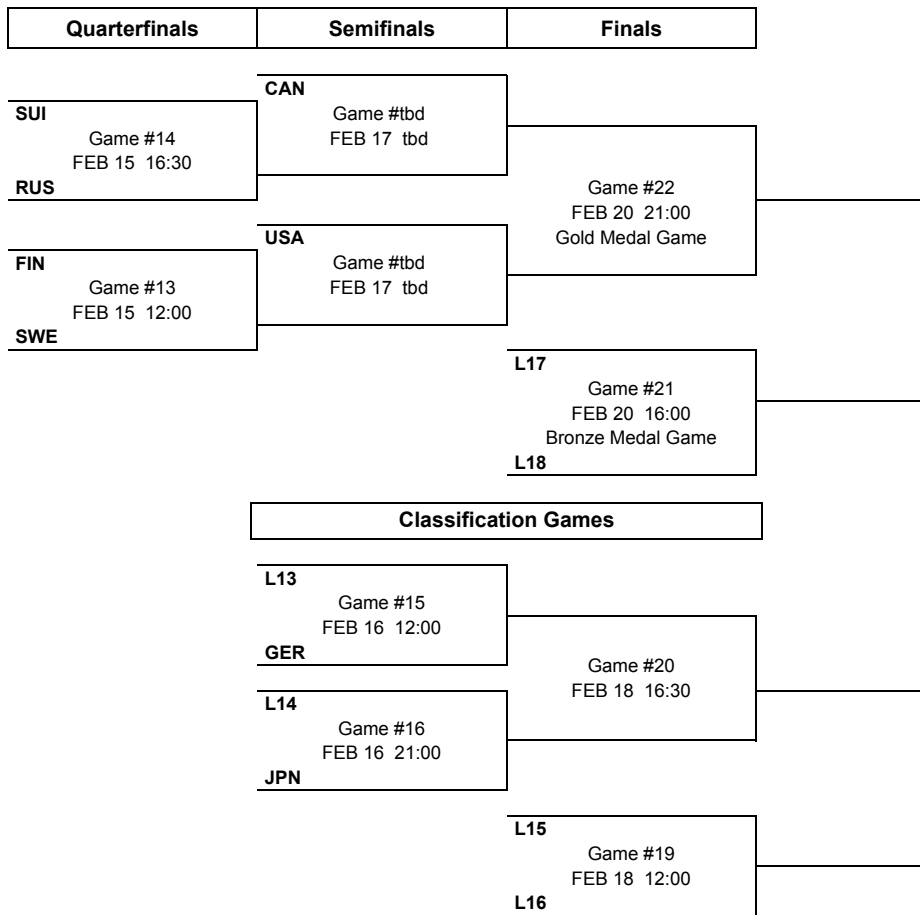 Quarterfinals Semifinals Finals
CAN
SUI
Game #tbd
FEB 17 tbd
Game #14
FEB 15 16:30
RUS
Game #22
FEB 20 21:00
Gold Medal Game
USA
FIN
Game #tbd
FEB 17 tbd
Game #13
FEB 15 12:00
SWE
L17
Game #21
FEB 20 16:00
Bronze Medal Game
L18
Classification Games
L13
Game #15
FEB 16 12:00
GER
Game #20
FEB 18 16:30
L14
Game #16
FEB 16 21:00
JPN
L15
Game #19
FEB 18 12:00
L16